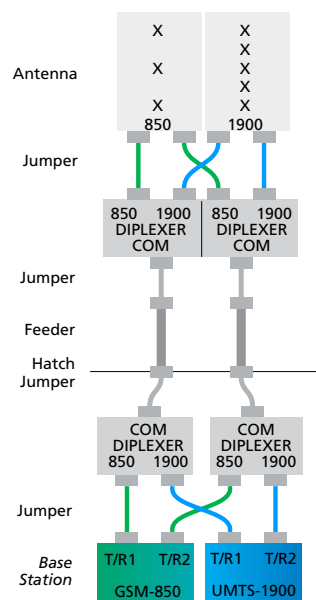 X X
X
Antenna X X
X
X X
850 1900
Jumper
850 1900 850 1900
DIPLEXER DIPLEXER
COM COM
Jumper
Feeder
Hatch
Jumper
COM COM
DIPLEXER DIPLEXER
850 1900 850 1900
Jumper
Base
Station
T/R1 T/R2 T/R1 T/R2
GSM-850 UMTS-1900